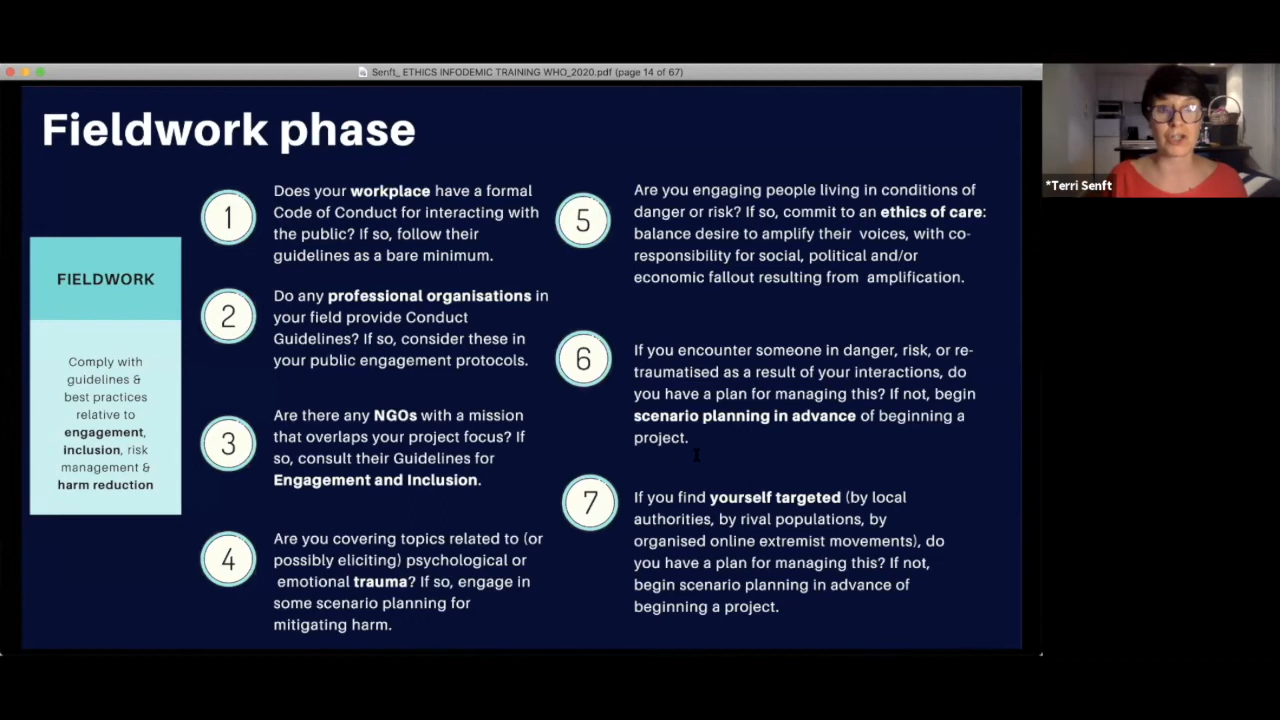 Senft_ ETHICS INFODEMIC TRAINING WHO_2020.pdf (page 14 of 67)
*Terri Senft
Fieldwork phase
FIELDWORK
Comply with
guidelines &
best practices
relative to
engagement,
inclusion, risk
management &
harm reduction
1
Does your workplace have a formal
Code of Conduct for interacting with
the public? If so, follow their
guidelines as a bare minimum.
2
Do any professional organisations in
your field provide Conduct
Guidelines? If so, consider these in
your public engagement protocols.
3
Are there any NGOs with a mission
that overlaps your project focus? If
so, consult their Guidelines for
Engagement and Inclusion.
4
Are you covering topics related to (or
possibly eliciting) psychological or
emotional trauma? If so, engage in
some scenario planning for
mitigating harm.
5
Are you engaging people living in conditions of
danger or risk? If so, commit to an ethics of care:
balance desire to amplify their voices, with co-
responsibility for social, political and/or
economic fallout resulting from amplification.
6
If you encounter someone in danger, risk, or re-
traumatised as a result of your interactions, do
you have a plan for managing this? If not, begin
scenario planning in advance of beginning a
project.
7
If you find yourself targeted (by local
authorities, by rival populations, by
organised online extremist movements), do
you have a plan for managing this? If not,
begin scenario planning in advance of
beginning a project.